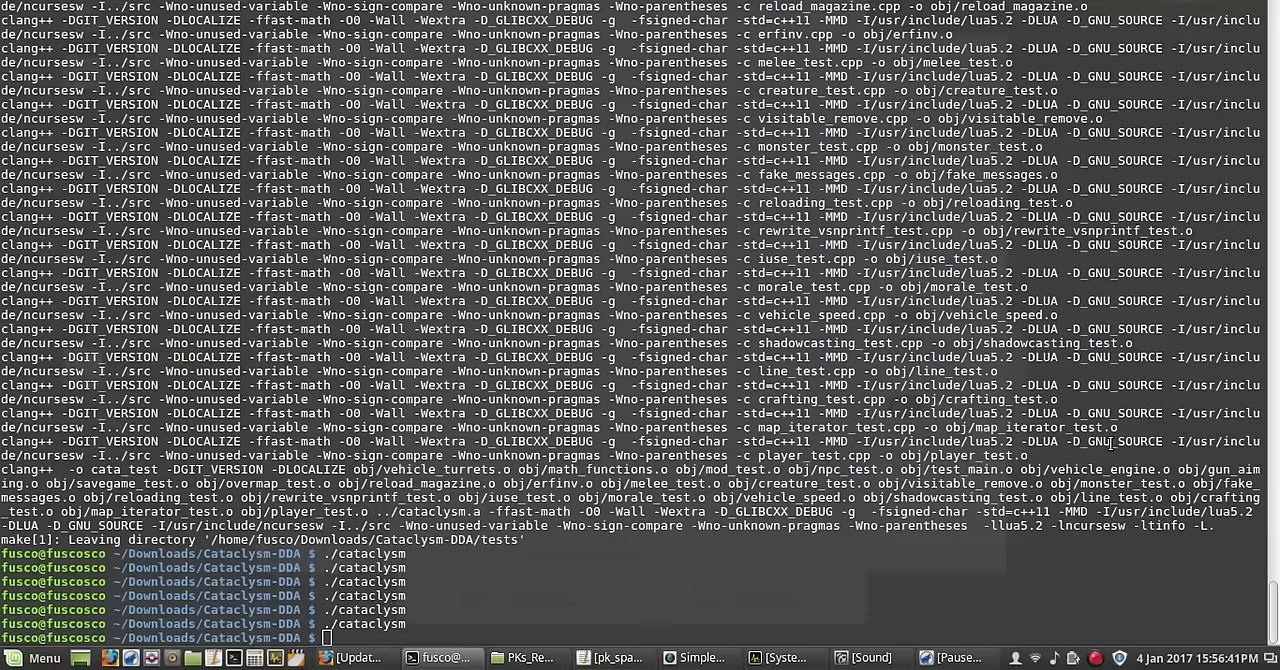 de/ncursesw -I../src -Wno-unused-variable -Wno-sign-compare -Wno-unknown-pragmas -Wno-parentheses -c reload_magazine.cpp -o obj/reload_magazine.o
clang++ -DGIT_VERSION -DLOCALIZE -ffast-math -O0 -Wall -Wextra -D_GLIBCXX_DEBUG -g  -fsigned-char -std=c++11 -MMD -I/usr/include/lua5.2 -DLUA -D_GNU_SOURCE -I/usr/inclu
de/ncursesw -I../src -Wno-unused-variable -Wno-sign-compare -Wno-unknown-pragmas -Wno-parentheses -c erfinv.cpp -o obj/erfinv.o
clang++ -DGIT_VERSION -DLOCALIZE -ffast-math -O0 -Wall -Wextra -D_GLIBCXX_DEBUG -g  -fsigned-char -std=c++11 -MMD -I/usr/include/lua5.2 -DLUA -D_GNU_SOURCE -I/usr/inclu
de/ncursesw -I../src -Wno-unused-variable -Wno-sign-compare -Wno-unknown-pragmas -Wno-parentheses -c melee_test.cpp -o obj/melee_test.o
clang++ -DGIT_VERSION -DLOCALIZE -ffast-math -O0 -Wall -Wextra -D_GLIBCXX_DEBUG -g  -fsigned-char -std=c++11 -MMD -I/usr/include/lua5.2 -DLUA -D_GNU_SOURCE -I/usr/inclu
de/ncursesw -I../src -Wno-unused-variable -Wno-sign-compare -Wno-unknown-pragmas -Wno-parentheses -c creature_test.cpp -o obj/creature_test.o
clang++ -DGIT_VERSION -DLOCALIZE -ffast-math -O0 -Wall -Wextra -D_GLIBCXX_DEBUG -g  -fsigned-char -std=c++11 -MMD -I/usr/include/lua5.2 -DLUA -D_GNU_SOURCE -I/usr/inclu
de/ncursesw -I../src -Wno-unused-variable -Wno-sign-compare -Wno-unknown-pragmas -Wno-parentheses -c visitable_remove.cpp -o obj/visitable_remove.o
clang++ -DGIT_VERSION -DLOCALIZE -ffast-math -O0 -Wall -Wextra -D_GLIBCXX_DEBUG -g  -fsigned-char -std=c++11 -MMD -I/usr/include/lua5.2 -DLUA -D_GNU_SOURCE -I/usr/inclu
de/ncursesw -I../src -Wno-unused-variable -Wno-sign-compare -Wno-unknown-pragmas -Wno-parentheses -c monster_test.cpp -o obj/monster_test.o
clang++ -DGIT_VERSION -DLOCALIZE -ffast-math -O0 -Wall -Wextra -D_GLIBCXX_DEBUG -g  -fsigned-char -std=c++11 -MMD -I/usr/include/lua5.2 -DLUA -D_GNU_SOURCE -I/usr/inclu
de/ncursesw -I../src -Wno-unused-variable -Wno-sign-compare -Wno-unknown-pragmas -Wno-parentheses -c fake_messages.cpp -o obj/fake_messages.o
clang++ -DGIT_VERSION -DLOCALIZE -ffast-math -O0 -Wall -Wextra -D_GLIBCXX_DEBUG -g  -fsigned-char -std=c++11 -MMD -I/usr/include/lua5.2 -DLUA -D_GNU_SOURCE -I/usr/inclu
de/ncursesw -I../src -Wno-unused-variable -Wno-sign-compare -Wno-unknown-pragmas -Wno-parentheses -c reloading_test.cpp -o obj/reloading_test.o
clang++ -DGIT_VERSION -DLOCALIZE -ffast-math -O0 -Wall -Wextra -D_GLIBCXX_DEBUG -g  -fsigned-char -std=c++11 -MMD -I/usr/include/lua5.2 -DLUA -D_GNU_SOURCE -I/usr/inclu
de/ncursesw -I../src -Wno-unused-variable -Wno-sign-compare -Wno-unknown-pragmas -Wno-parentheses -c rewrite_vsnprintf_test.cpp -o obj/rewrite_vsnprintf_test.o
clang++ -DGIT_VERSION -DLOCALIZE -ffast-math -O0 -Wall -Wextra -D_GLIBCXX_DEBUG -g  -fsigned-char -std=c++11 -MMD -I/usr/include/lua5.2 -DLUA -D_GNU_SOURCE -I/usr/inclu
de/ncursesw -I../src -Wno-unused-variable -Wno-sign-compare -Wno-unknown-pragmas -Wno-parentheses -c iuse_test.cpp -o obj/iuse_test.o
clang++ -DGIT_VERSION -DLOCALIZE -ffast-math -O0 -Wall -Wextra -D_GLIBCXX_DEBUG -g  -fsigned-char -std=c++11 -MMD -I/usr/include/lua5.2 -DLUA -D_GNU_SOURCE -I/usr/inclu
de/ncursesw -I../src -Wno-unused-variable -Wno-sign-compare -Wno-unknown-pragmas -Wno-parentheses -c morale_test.cpp -o obj/morale_test.o
clang++ -DGIT_VERSION -DLOCALIZE -ffast-math -O0 -Wall -Wextra -D_GLIBCXX_DEBUG -g  -fsigned-char -std=c++11 -MMD -I/usr/include/lua5.2 -DLUA -D_GNU_SOURCE -I/usr/inclu
de/ncursesw -I../src -Wno-unused-variable -Wno-sign-compare -Wno-unknown-pragmas -Wno-parentheses -c vehicle_speed.cpp -o obj/vehicle_speed.o
clang++ -DGIT_VERSION -DLOCALIZE -ffast-math -O0 -Wall -Wextra -D_GLIBCXX_DEBUG -g  -fsigned-char -std=c++11 -MMD -I/usr/include/lua5.2 -DLUA -D_GNU_SOURCE -I/usr/inclu
de/ncursesw -I../src -Wno-unused-variable -Wno-sign-compare -Wno-unknown-pragmas -Wno-parentheses -c shadowcasting_test.cpp -o obj/shadowcasting_test.o
clang++ -DGIT_VERSION -DLOCALIZE -ffast-math -O0 -Wall -Wextra -D_GLIBCXX_DEBUG -g  -fsigned-char -std=c++11 -MMD -I/usr/include/lua5.2 -DLUA -D_GNU_SOURCE -I/usr/inclu
de/ncursesw -I../src -Wno-unused-variable -Wno-sign-compare -Wno-unknown-pragmas -Wno-parentheses -c line_test.cpp -o obj/line_test.o
clang++ -DGIT_VERSION -DLOCALIZE -ffast-math -O0 -Wall -Wextra -D_GLIBCXX_DEBUG -g  -fsigned-char -std=c++11 -MMD -I/usr/include/lua5.2 -DLUA -D_GNU_SOURCE -I/usr/inclu
de/ncursesw -I../src -Wno-unused-variable -Wno-sign-compare -Wno-unknown-pragmas -Wno-parentheses -c crafting_test.cpp -o obj/crafting_test.o
clang++ -DGIT_VERSION -DLOCALIZE -ffast-math -O0 -Wall -Wextra -D_GLIBCXX_DEBUG -g  -fsigned-char -std=c++11 -MMD -I/usr/include/lua5.2 -DLUA -D_GNU_SOURCE -I/usr/inclu
de/ncursesw -I../src -Wno-unused-variable -Wno-sign-compare -Wno-unknown-pragmas -Wno-parentheses -c map_iterator_test.cpp -o obj/map_iterator_test.o
clang++ -DGIT_VERSION -DLOCALIZE -ffast-math -O0 -Wall -Wextra -D_GLIBCXX_DEBUG -g  -fsigned-char -std=c++11 -MMD -I/usr/include/lua5.2 -DLUA -D_GNU_SOURCE -I/usr/inclu
de/ncursesw -I../src -Wno-unused-variable -Wno-sign-compare -Wno-unknown-pragmas -Wno-parentheses -c player_test.cpp -o obj/player_test.o
clang++  -o cata_test -DGIT_VERSION -DLOCALIZE obj/vehicle_turrets.o obj/math_functions.o obj/mod_test.o obj/npc_test.o obj/test_main.o obj/vehicle_engine.o obj/gun_aim
ing.o obj/savegame_test.o obj/overmap_test.o obj/reload_magazine.o obj/erfinv.o obj/melee_test.o obj/creature_test.o obj/visitable_remove.o obj/monster_test.o obj/fake_
messages.o obj/reloading_test.o obj/rewrite_vsnprintf_test.o obj/iuse_test.o obj/morale_test.o obj/vehicle_speed.o obj/shadowcasting_test.o obj/line_test.o obj/crafting
_test.o obj/map_iterator_test.o obj/player_test.o ../cataclysm.a -ffast-math -O0 -Wall -Wextra -D_GLIBCXX_DEBUG -g  -fsigned-char -std=c++11 -MMD -I/usr/include/lua5.2
-DLUA -D_GNU_SOURCE -I/usr/include/ncursesw -I../src -Wno-unused-variable -Wno-sign-compare -Wno-unknown-pragmas -Wno-parentheses  -llua5.2 -lncursesw -ltinfo -L.
make[1]: Leaving directory '/home/fusco/Downloads/Cataclysm-DDA/tests'
fusco@fuscosco ~/Downloads/Cataclysm-DDA $ ./cataclysm
fusco@fuscosco ~/Downloads/Cataclysm-DDA $ ./cataclysm
fusco@fuscosco ~/Downloads/Cataclysm-DDA $ ./cataclysm
fusco@fuscosco ~/Downloads/Cataclysm-DDA $ ./cataclysm
fusco@fuscosco ~/Downloads/Cataclysm-DDA $ ./cataclysm
fusco@fuscosco ~/Downloads/Cataclysm-DDA $ ./cataclysm
fusco@fuscosco ~/Downloads/Cataclysm-DDA $
Menu [Updat... fusco@... PKs_Re... [pk_spa... Simple... [Syste... [Sound] [Pause... 4 Jan 2017 15:56:41PM